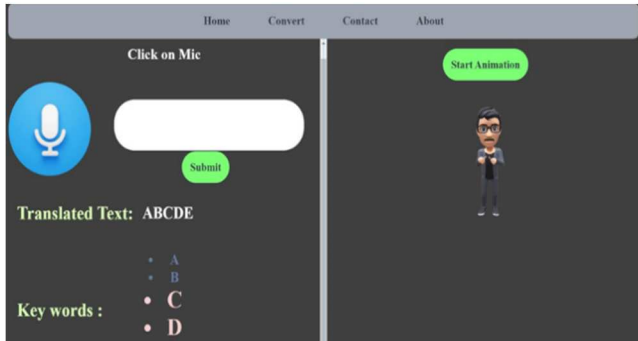 Home Convert Contact About
Click on Mic
Submit
Translated Text: ABCDE
Key words :
• A
• B
• C
• D
Start Animation